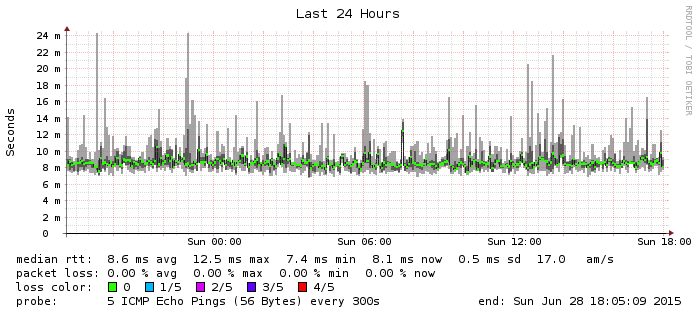 Last 24 Hours
RRDTOOL / TOBI OETIKER
Seconds
24 m
22 m
20 m
18 m
16 m
14 m
12 m
10 m
8 m
6 m
4 m
2 m
0
Sun 00:00 Sun 06:00 Sun 12:00 Sun 18:00
median rtt: 8.6 ms avg 12.5 ms max 7.4 ms min 8.1 ms now 0.5 ms sd 17.0 am/s
packet loss: 0.00 % avg 0.00 % max 0.00 % min 0.00 % now
loss color: 0 1/5 2/5 3/5 4/5
probe: 5 ICMP Echo Pings (56 Bytes) every 300s end: Sun Jun 28 18:05:09 2015